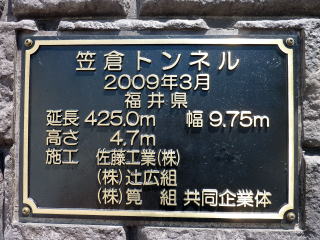 笠倉トンネル
2009年3月
福井県
延長 425.0m 幅 9.75m
高さ 4.7m
施工 佐藤工業(株)
(株)辻広組
(株)筧 組 共同企業体